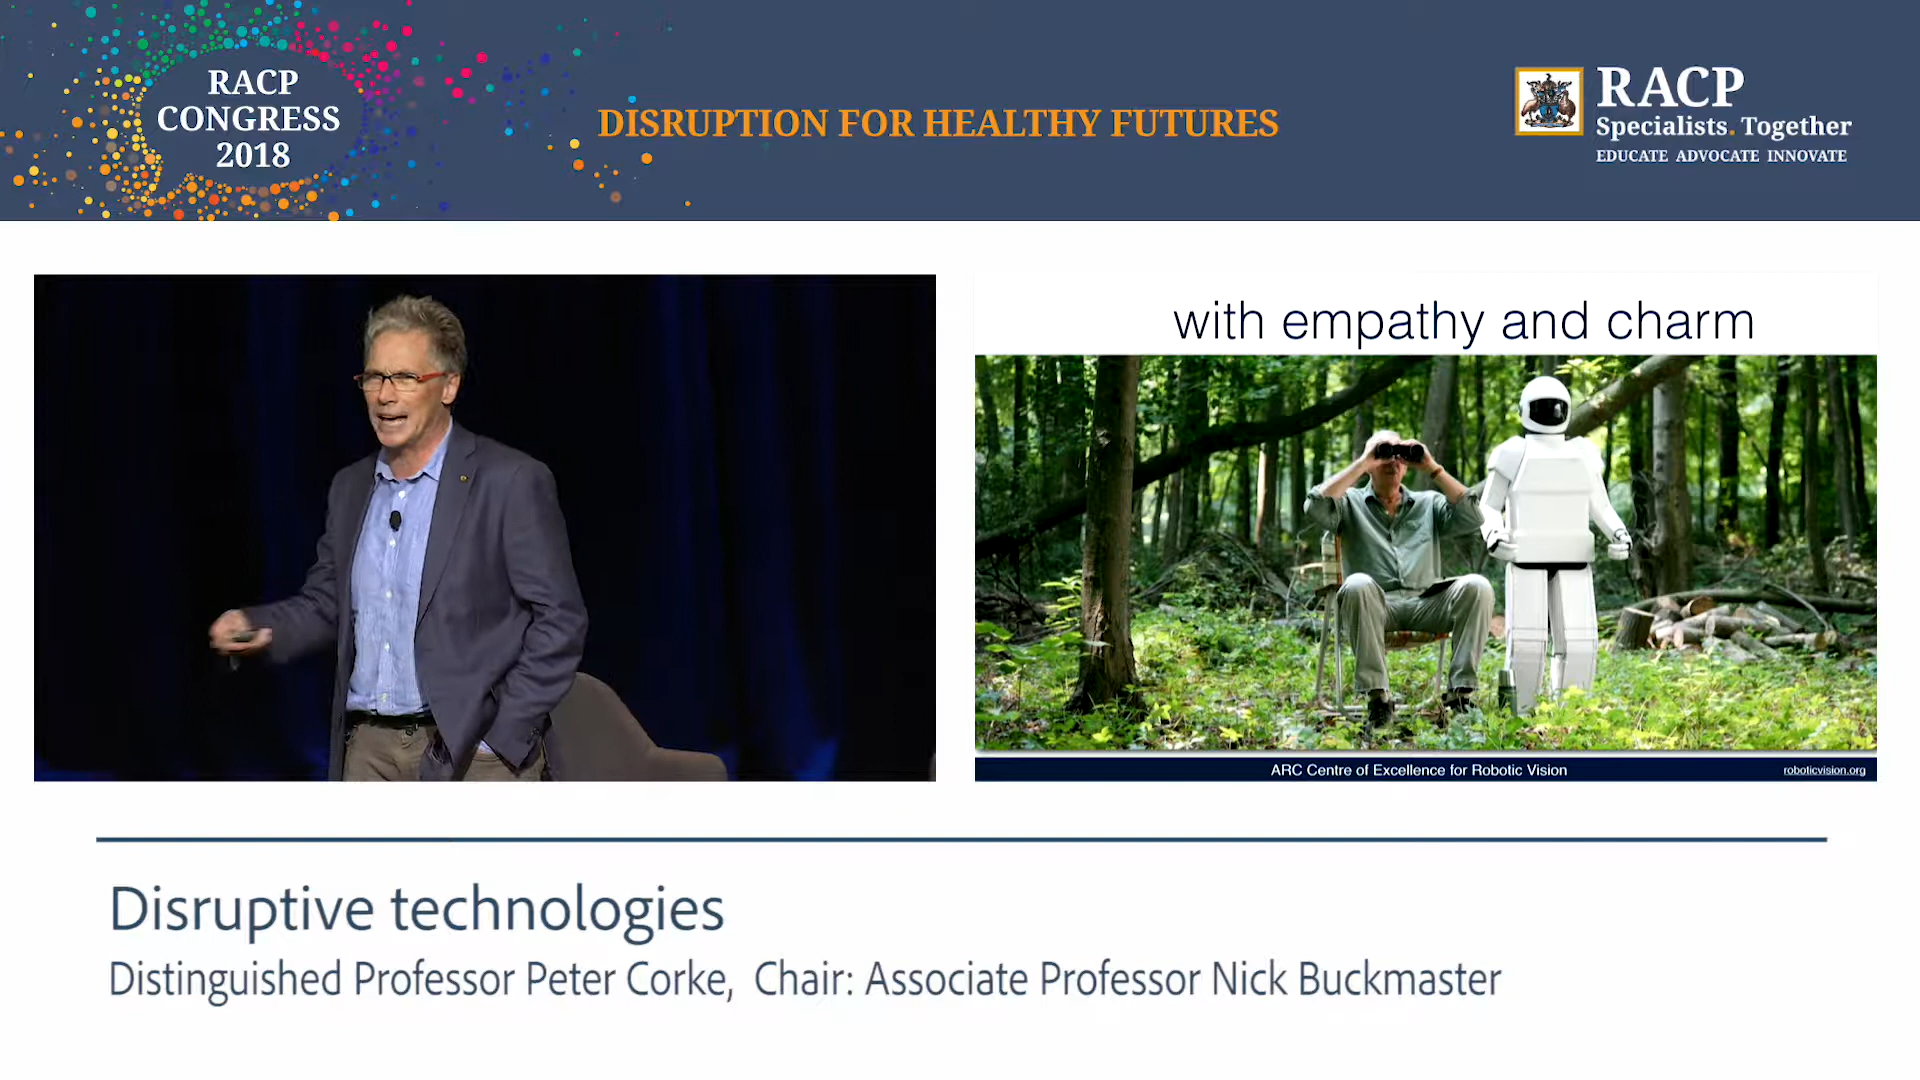 RACP
CONGRESS
2018
DISRUPTION FOR HEALTHY FUTURES
RACP
Specialists. Together
EDUCATE ADVOCATE INNOVATE
with empathy and charm
ARC Centre of Excellence for Robotic Vision
roboticvision.org
Disruptive technologies
Distinguished Professor Peter Corke, Chair: Associate Professor Nick Buckmaster